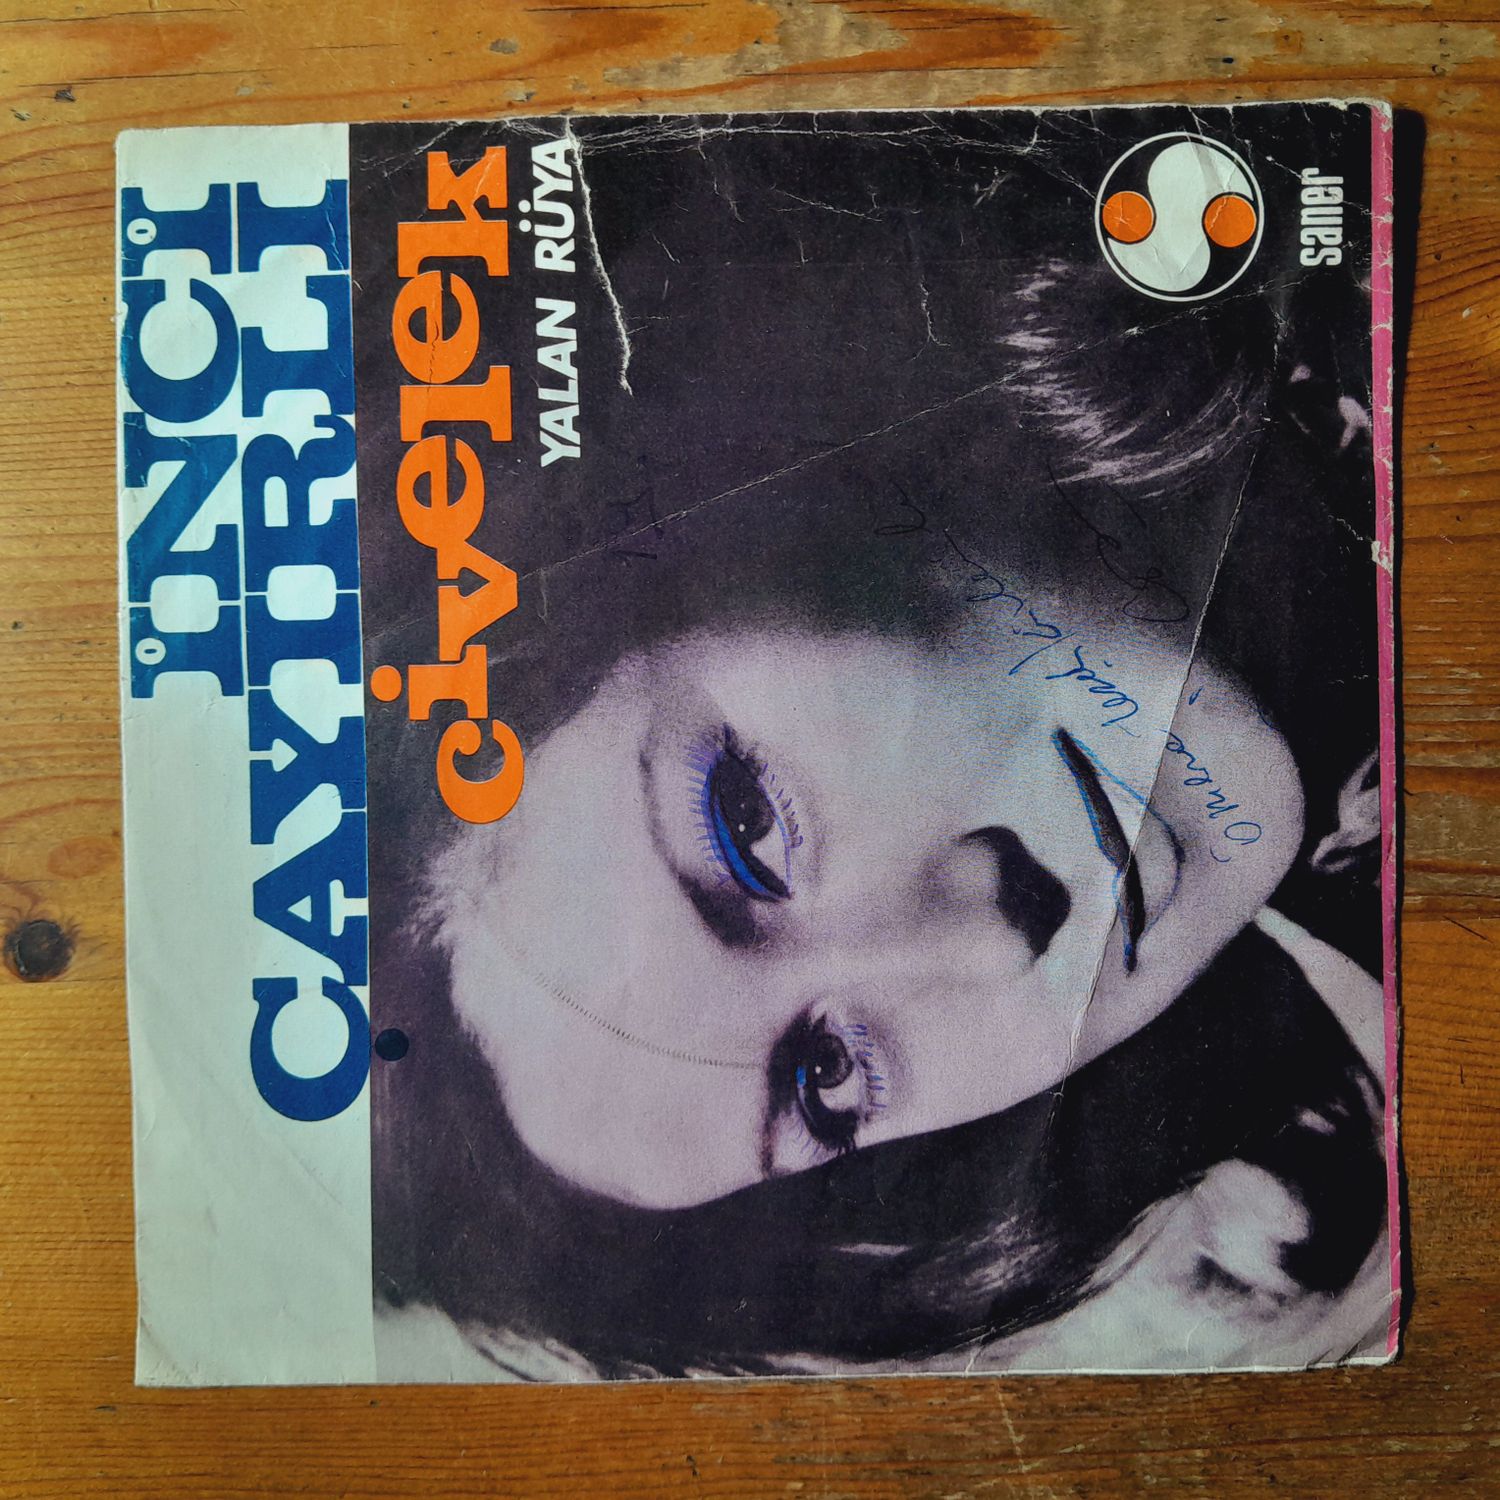 İNCİ
ÇAYIRLI
civelek
YALAN RÜYA
saner